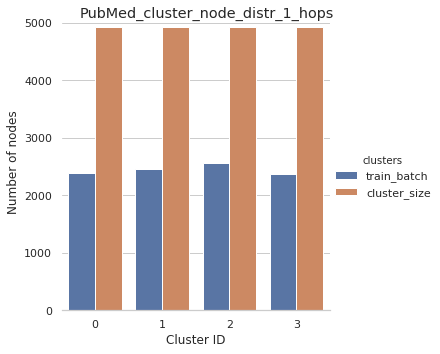 PubMed_cluster_node_distr_1_hops
5000
4000
3000
2000
1000
0
Number of nodes
0 1 2 3
Cluster ID
clusters
train_batch
cluster_size